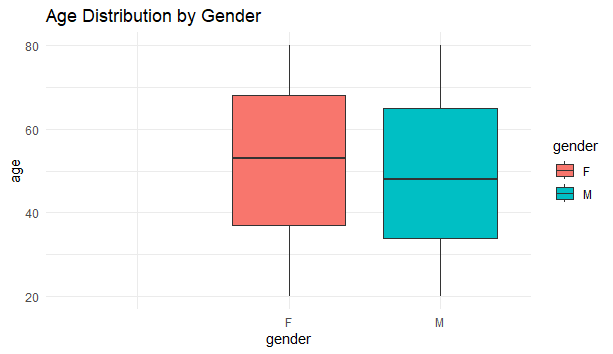 Age Distribution by Gender
80
60
40
20
age
F
M
gender
gender
F
M